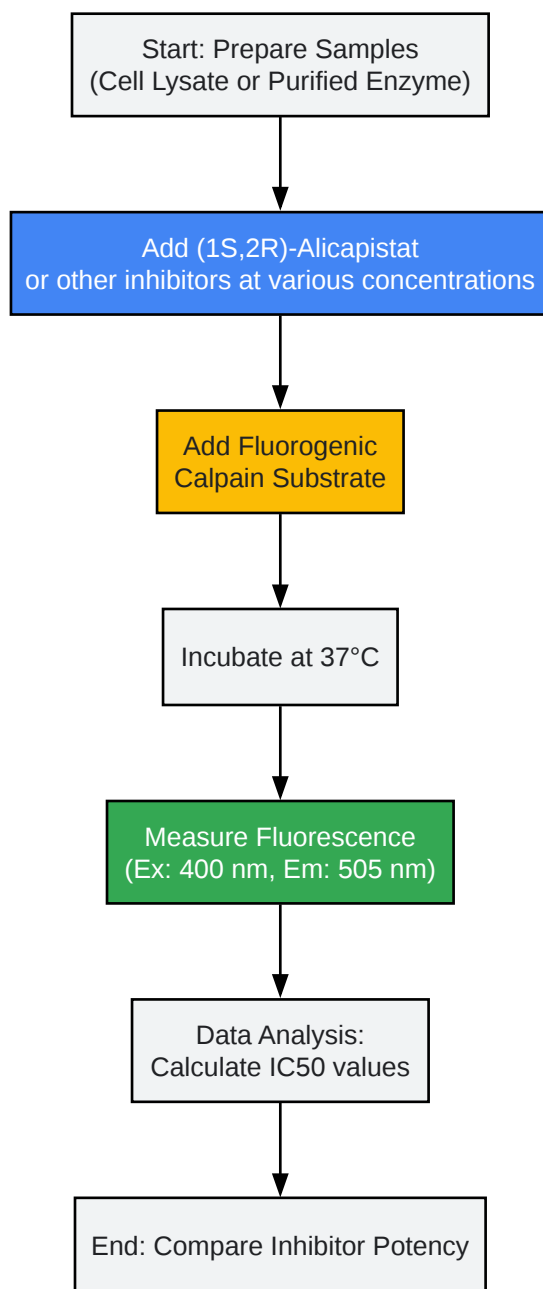 Start: Prepare Samples
(Cell Lysate or Purified Enzyme)
Add (1S,2R)-Alicapistat
or other inhibitors at various concentrations
Add Fluorogenic
Calpain Substrate
Incubate at 37°C
Measure Fluorescence
(Ex: 400 nm, Em: 505 nm)
Data Analysis:
Calculate IC50 values
End: Compare Inhibitor Potency